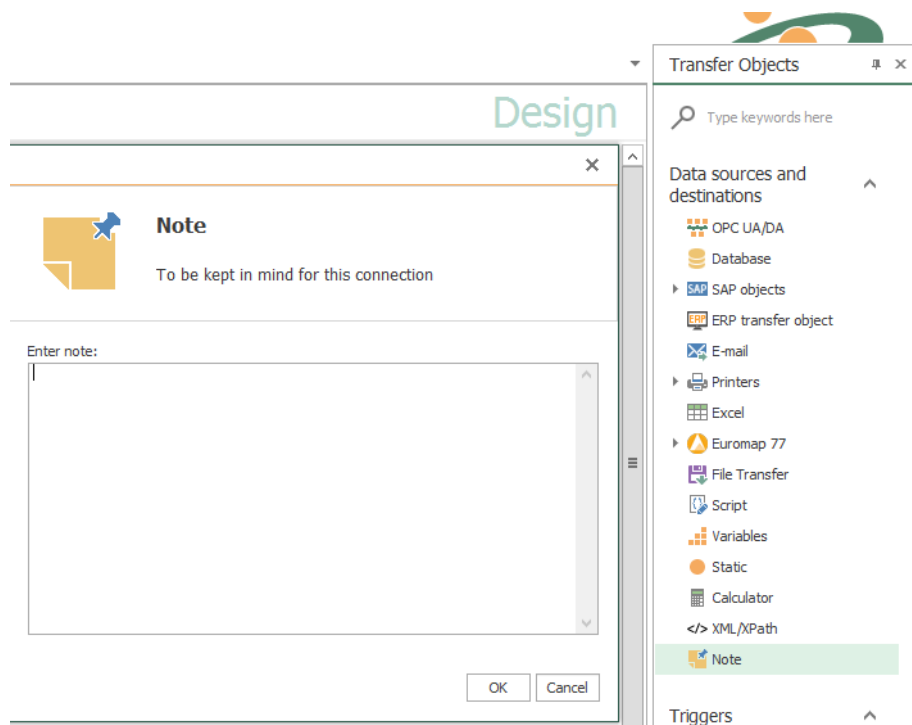 Design
Note
To be kept in mind for this connection
Enter note:
OK
Cancel
Transfer Objects
Type keywords here
Data sources and
destinations
OPC UA/DA
Database
SAP SAP objects
ERP ERP transfer object
E-mail
Printers
Excel
Euromap 77
File Transfer
Script
Variables
Static
Calculator
</> XML/XPath
Note
Triggers